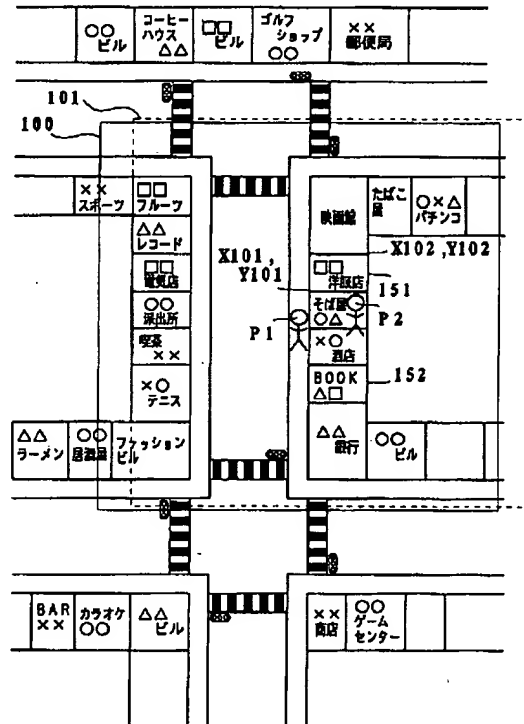 ○○
ビル
コーヒー
ハウス
△△
□□
ビル
ゴルフ
ショップ
○○
××
郵便局
101
100
××
スポーツ
□□
フルーツ
△△
レコード
□□
電気店
○○
派出所
喫茶
××
×○
テニス
△△
ラーメン
○○
居酒屋
ファッション
ビル
X101,
Y101
P1
映画館
たばこ
屋
○×△
パチンコ
X102,Y102
□□
洋服店
151
そば屋
○△
P2
×○
酒店
BOOK
△□
152
△△
銀行
○○
ビル
BAR
××
カラオケ
○○
△△
ビル
××
商店
○○
ゲーム
センター